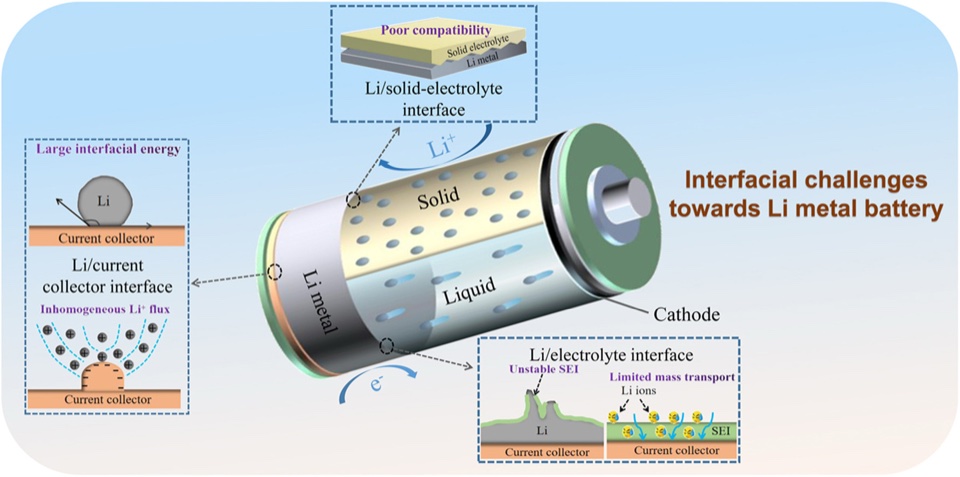 Poor compatibility
Solid electrolyte
Li metal
Li/solid-electrolyte
interface
Li⁺
Large interfacial energy
Li
Current collector
Li/current
collector interface
Inhomogeneous Li⁺ flux
Current collector
Solid
Liquid
Li metal
e⁻
Cathode
Interfacial challenges
towards Li metal battery
Li/electrolyte interface
Unstable SEI
Li
Current collector
Limited mass transport
Li ions
SEI
Current collector